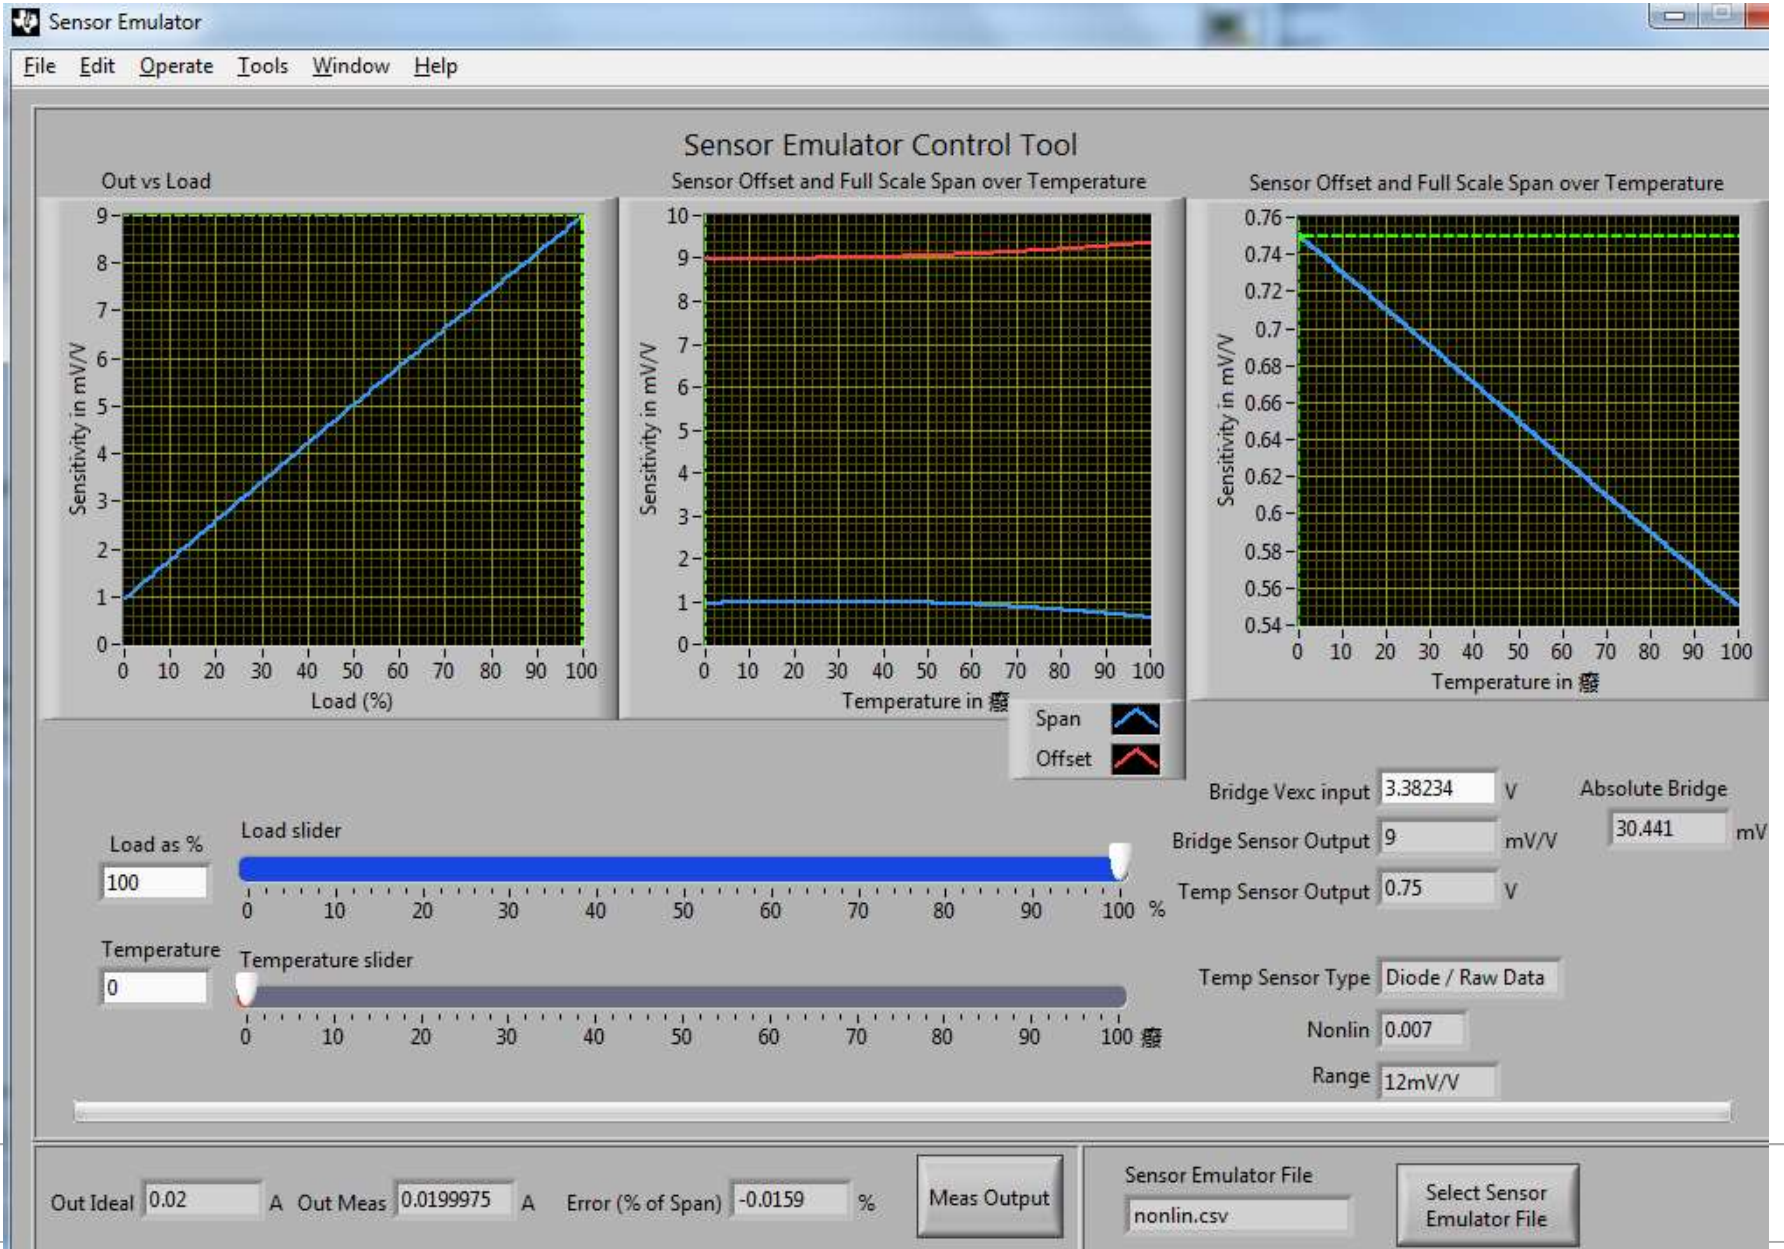 Sensor Emulator
File Edit Operate Tools Window Help
Sensor Emulator Control Tool
Out vs Load
Sensitivity in mV/V
9
8
7
6
5
4
3
2
1
0
0 10 20 30 40 50 60 70 80 90 100
Load (%)
Sensor Offset and Full Scale Span over Temperature
Sensitivity in mV/V
10
9
8
7
6
5
4
3
2
1
0
0 10 20 30 40 50 60 70 80 90 100
Temperature in 癈
Span
Offset
Sensor Offset and Full Scale Span over Temperature
Sensitivity in mV/V
0.76
0.74
0.72
0.7
0.68
0.66
0.64
0.62
0.6
0.58
0.56
0.54
0 10 20 30 40 50 60 70 80 90 100
Temperature in 癈
Load as %
100
Load slider
0 10 20 30 40 50 60 70 80 90 100 %
Temperature
0
Temperature slider
0 10 20 30 40 50 60 70 80 90 100 癈
Bridge Vexc input 3.38234 V
Absolute Bridge
30.441 mV
Bridge Sensor Output 9 mV/V
Temp Sensor Output 0.75 V
Temp Sensor Type Diode / Raw Data
Nonlin 0.007
Range 12mV/V
Out Ideal 0.02 A Out Meas 0.0199975 A Error (% of Span) -0.0159 %
Meas Output
Sensor Emulator File
nonlin.csv
Select Sensor
Emulator File